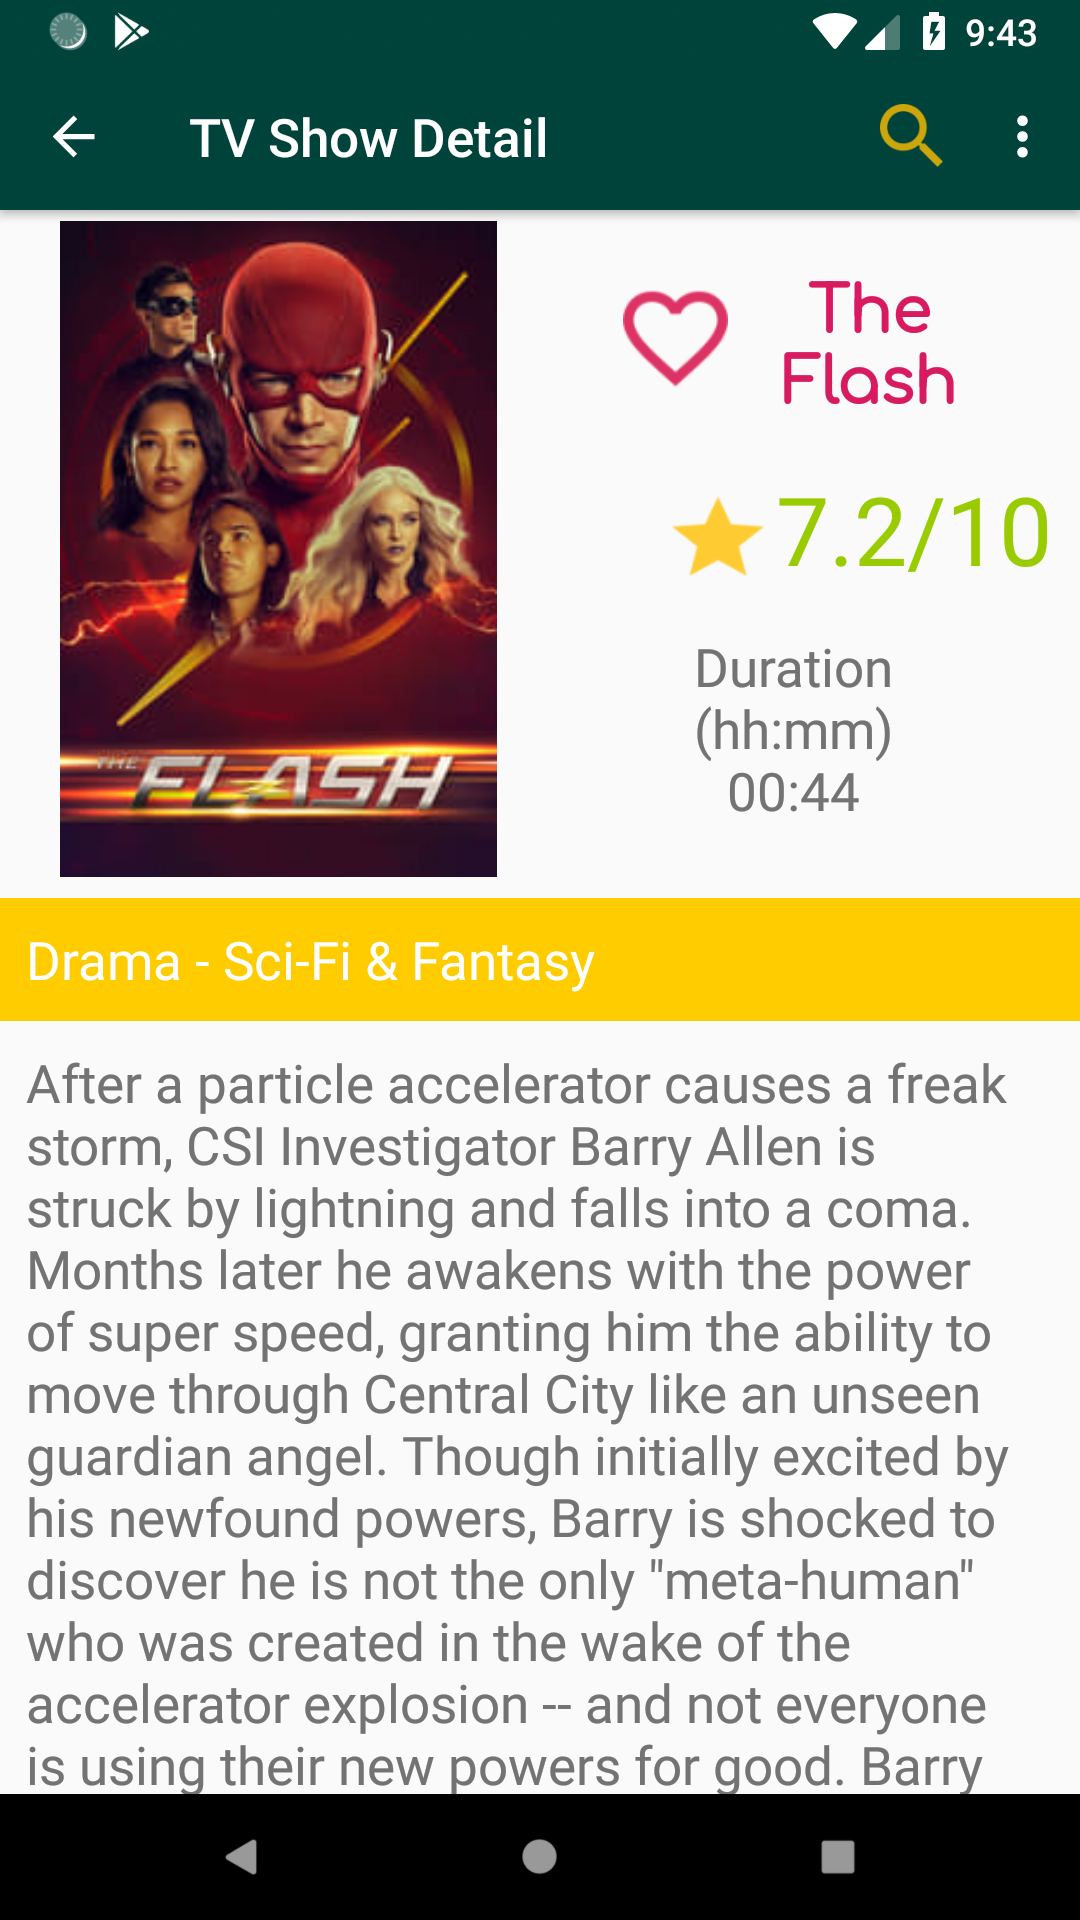 9:43
TV Show Detail
The
Flash
7.2/10
Duration
(hh:mm)
00:44
THE
FLASH
Drama - Sci-Fi & Fantasy
After a particle accelerator causes a freak
storm, CSI Investigator Barry Allen is
struck by lightning and falls into a coma.
Months later he awakens with the power
of super speed, granting him the ability to
move through Central City like an unseen
guardian angel. Though initially excited by
his newfound powers, Barry is shocked to
discover he is not the only "meta-human"
who was created in the wake of the
accelerator explosion -- and not everyone
is using their new powers for good. Barry